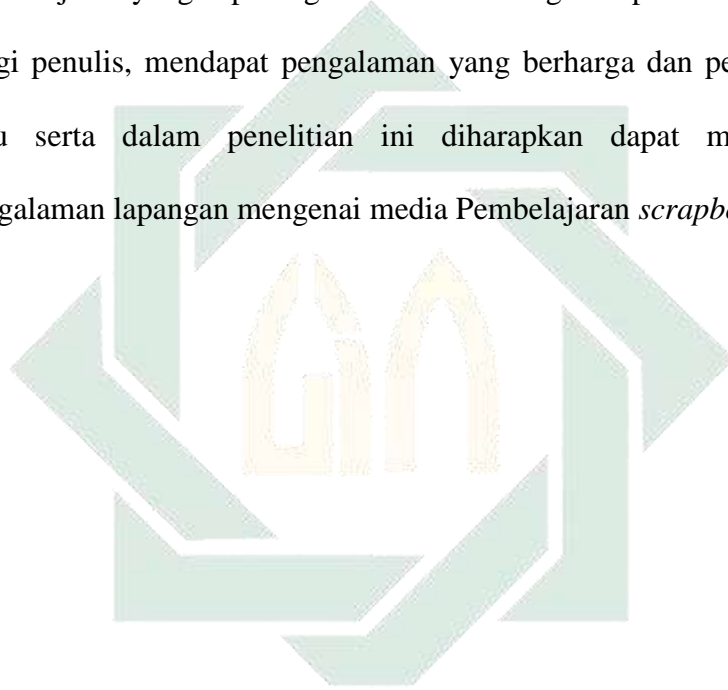 gi penulis, mendapat pengalaman yang berharga dan pe
u serta dalam penelitian ini diharapkan dapat m
galaman lapangan mengenai media Pembelajaran scrapb